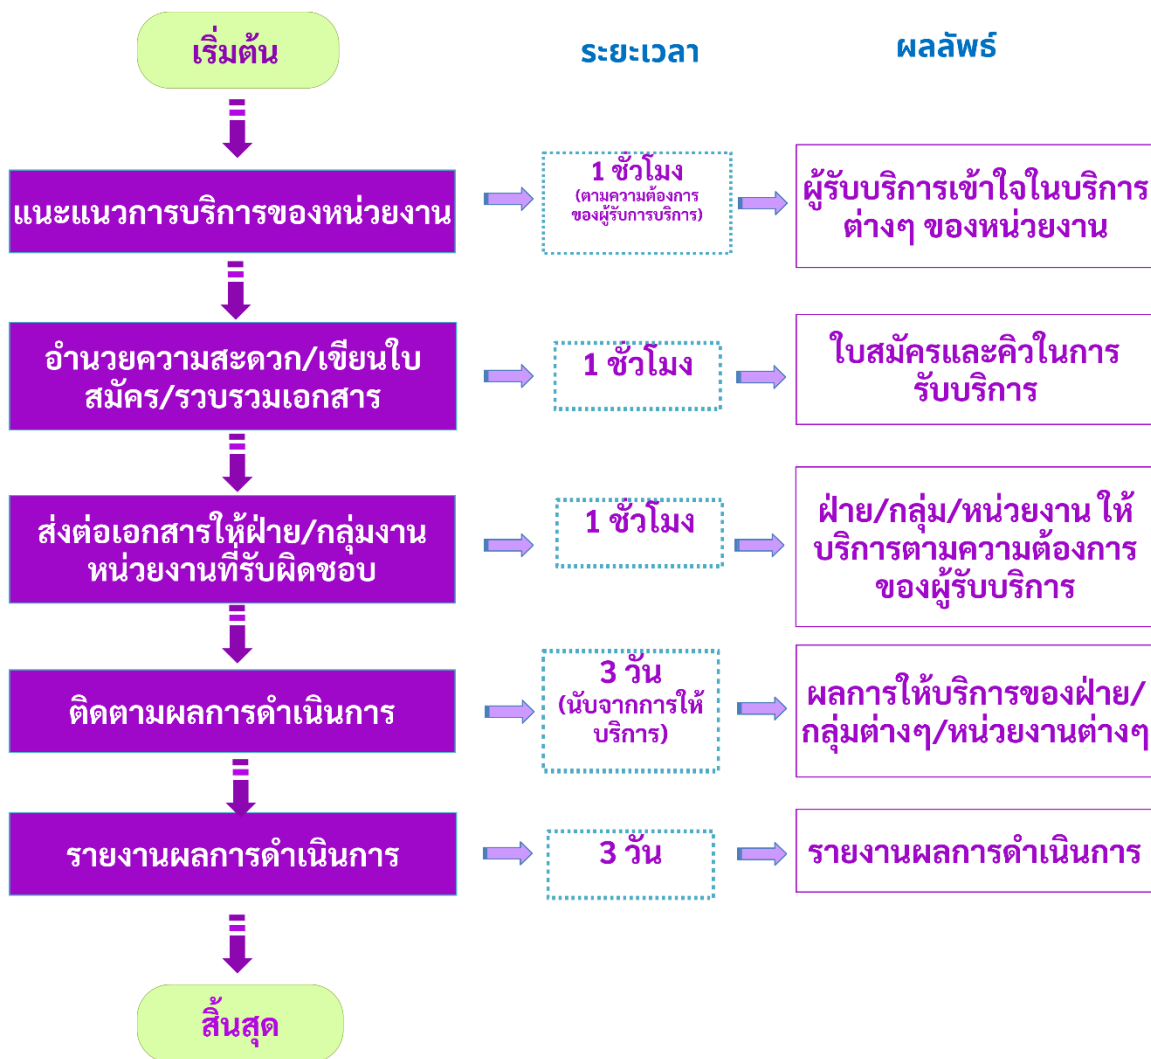 เริ่มต้น
ระยะเวลา
ผลลัพธ์
แนะแนวการบริการของหน่วยงาน
1 ชั่วโมง
(ตามความต้องการ
ของผู้รับการบริการ)
ผู้รับบริการเข้าใจในบริการ
ต่างๆ ของหน่วยงาน
อำนวยความสะดวก/เขียนใบ
สมัคร/รวบรวมเอกสาร
1 ชั่วโมง
ใบสมัครและคิวในการ
รับบริการ
ส่งต่อเอกสารให้ฝ่าย/กลุ่มงาน
หน่วยงานที่รับผิดชอบ
1 ชั่วโมง
ฝ่าย/กลุ่ม/หน่วยงาน ให้
บริการตามความต้องการ
ของผู้รับบริการ
ติดตามผลการดำเนินการ
3 วัน
(นับจากการให้
บริการ)
ผลการให้บริการของฝ่าย/
กลุ่มต่างๆ/หน่วยงานต่างๆ
รายงานผลการดำเนินการ
3 วัน
รายงานผลการดำเนินการ
สิ้นสุด